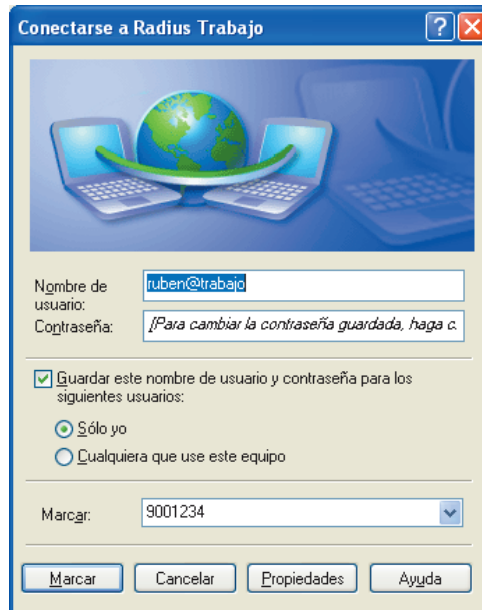 Conectarse a Radius Trabajo
Nombre de
usuario:
ruben@trabajo
Contraseña:
[Para cambiar la contraseña guardada, haga c.
Guardar este nombre de usuario y contraseña para los
siguientes usuarios:
Sólo yo
Cualquiera que use este equipo
Marcar:
9001234
Marcar
Cancelar
Propiedades
Ayuda